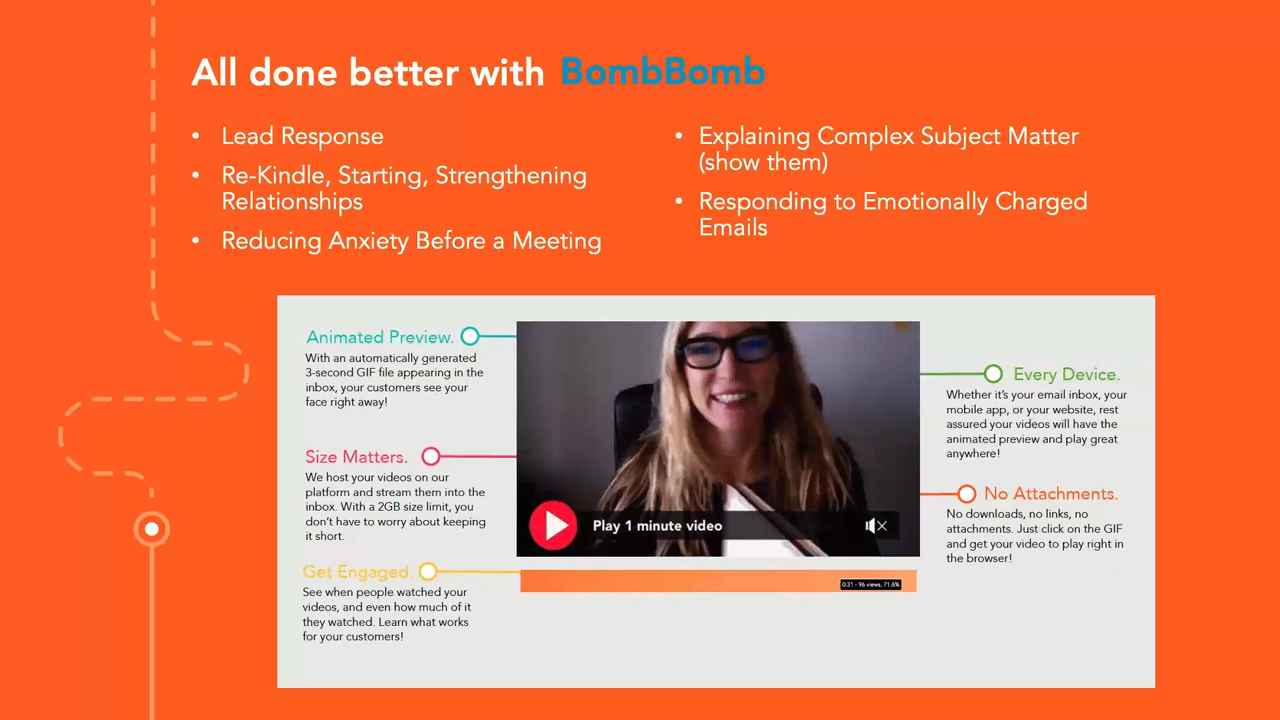 All done better with BombBomb
• Lead Response
• Re-Kindle, Starting, Strengthening
Relationships
• Reducing Anxiety Before a Meeting
• Explaining Complex Subject Matter
(show them)
• Responding to Emotionally Charged
Emails
Animated Preview.
With an automatically generated
3-second GIF file appearing in the
inbox, your customers see your
face right away!
Size Matters.
We host your videos on our
platform and stream them into the
inbox. With a 2GB size limit, you
don't have to worry about keeping
it short.
Get Engaged.
See when people watched your
videos, and even how much of it
they watched. Learn what works
for your customers!
Play 1 minute video
0:31 - 96 views, 71.6%
Every Device.
Whether it's your email inbox, your
mobile app, or your website, rest
assured your videos will have the
animated preview and play great
anywhere!
No Attachments.
No downloads, no links, no
attachments. Just click on the GIF
and get your video to play right in
the browser!